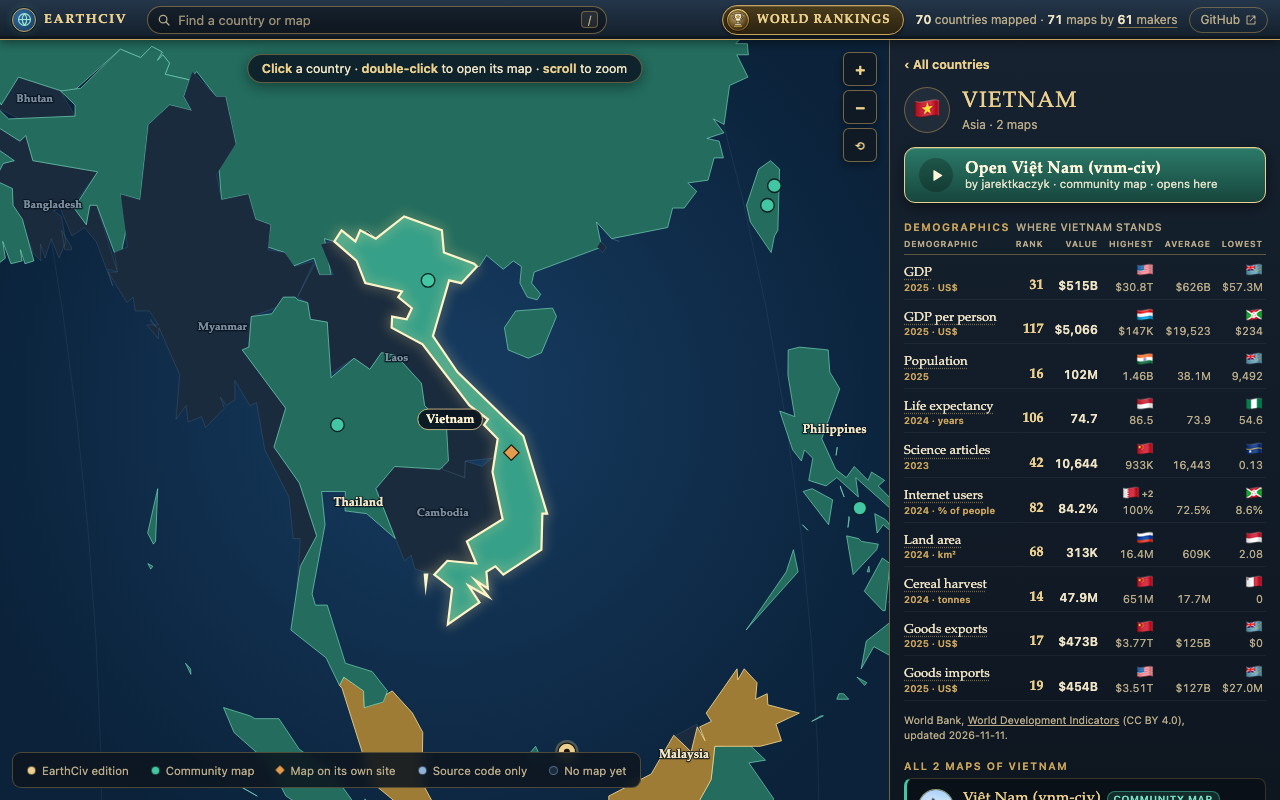 EARTHCIV
Find a country or map
/
WORLD RANKINGS
70 countries mapped · 71 maps by 61 makers
GitHub
Click a country · double-click to open its map · scroll to zoom
+
−
Bhutan
Bangladesh
Myanmar
Laos
Vietnam
Thailand
Cambodia
Philippines
Malaysia
EarthCiv edition
Community map
Map on its own site
Source code only
No map yet
‹ All countries
VIETNAM
Asia · 2 maps
Open Việt Nam (vnm-civ)
by jarektkaczyk · community map · opens here
DEMOGRAPHICS WHERE VIETNAM STANDS
DEMOGRAPHIC RANK VALUE HIGHEST AVERAGE LOWEST
GDP
2025 · US$ 31 $515B $30.8T $626B $57.3M
GDP per person
2025 · US$ 117 $5,066 $147K $19,523 $234
Population
2025 16 102M 1.46B 38.1M 9,492
Life expectancy
2024 · years 106 74.7 86.5 73.9 54.6
Science articles
2023 42 10,644 933K 16,443 0.13
Internet users +2
2024 · % of people 82 84.2% 100% 72.5% 8.6%
Land area
2024 · km² 68 313K 16.4M 609K 2.08
Cereal harvest
2024 · tonnes 14 47.9M 651M 17.7M 0
Goods exports
2025 · US$ 17 $473B $3.77T $125B $0
Goods imports
2025 · US$ 19 $454B $3.51T $127B $27.0M
World Bank, World Development Indicators (CC BY 4.0),
updated 2026-11-11.
ALL 2 MAPS OF VIETNAM
Việt Nam (vnm-civ) COMMUNITY MAP